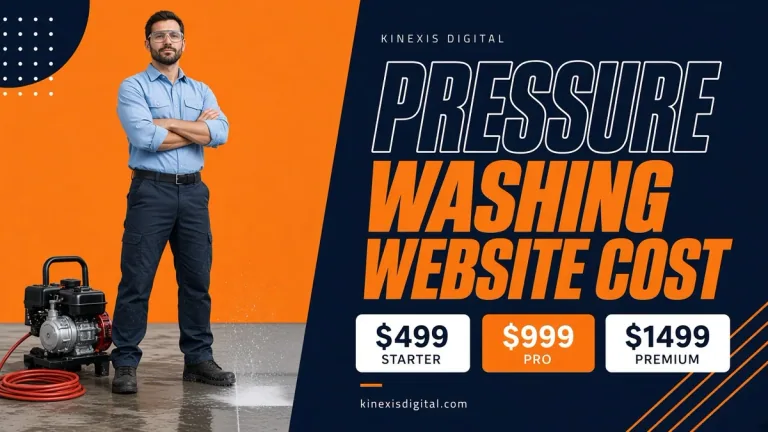 KINEXIS DIGITAL
PRESSURE
WASHING
WEBSITE COST
$499
STARTER
$999
PRO
$1499
PREMIUM
kinexisdigital.com